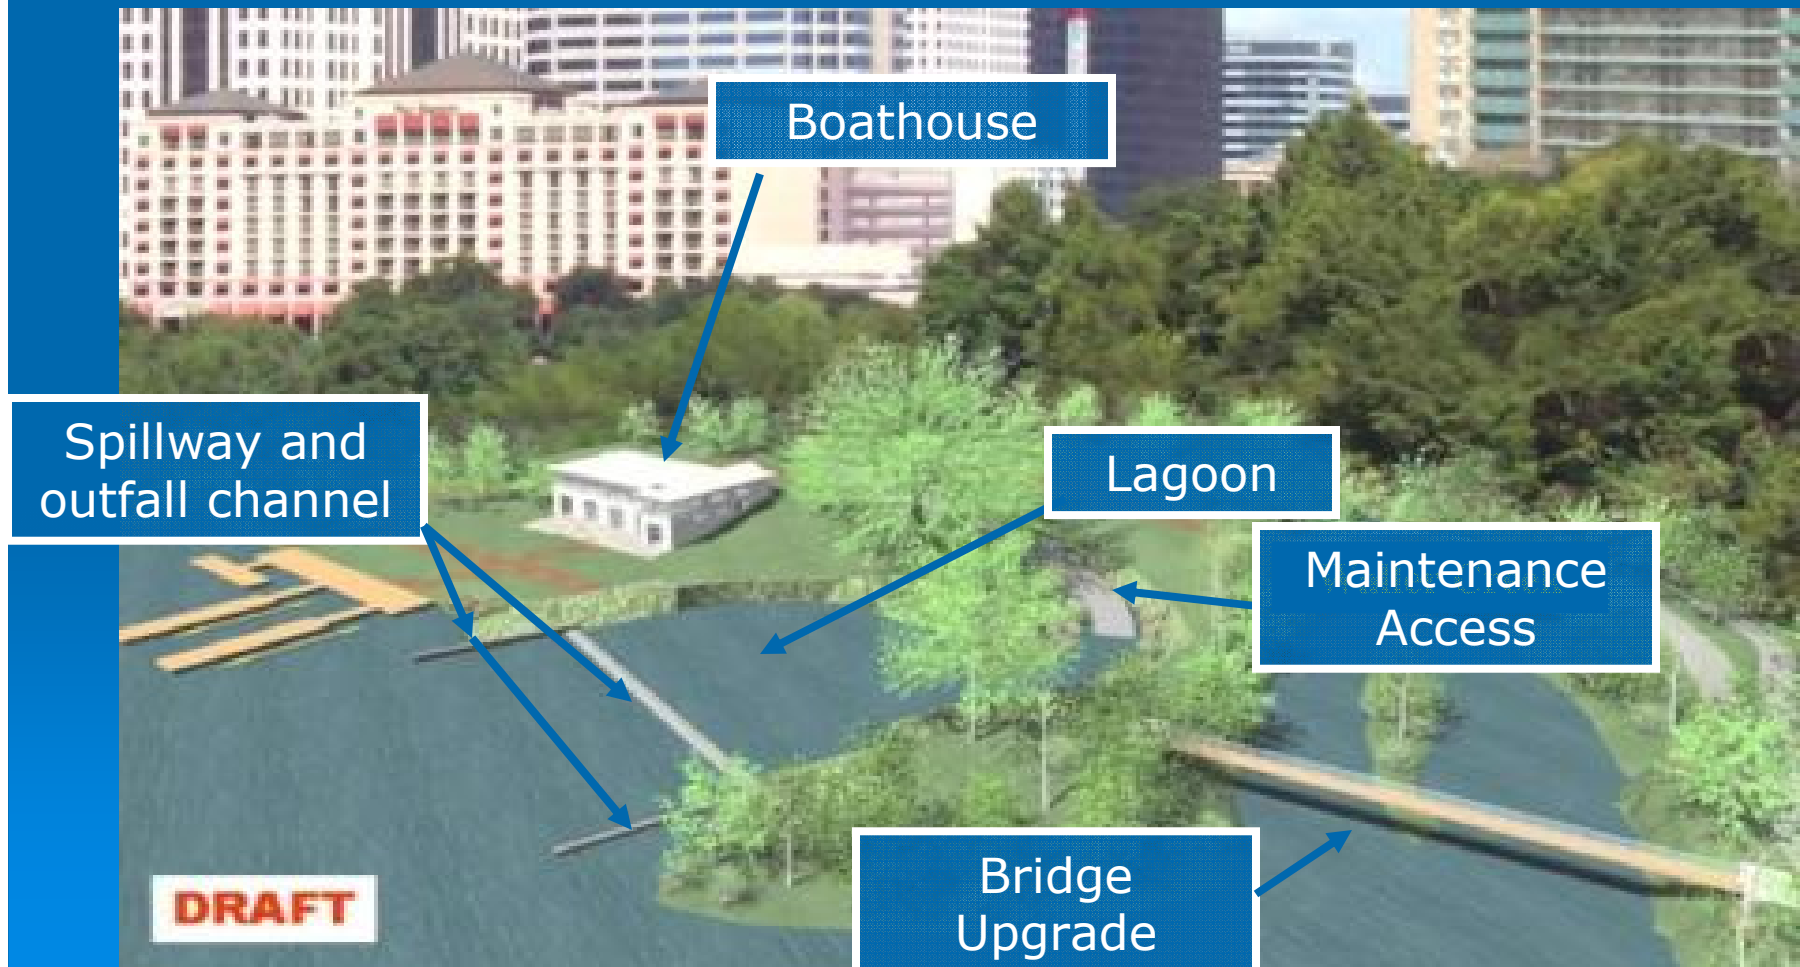 Boathouse
Spillway and
outfall channel
Lagoon
Maintenance
Access
Bridge
Upgrade
DRAFT